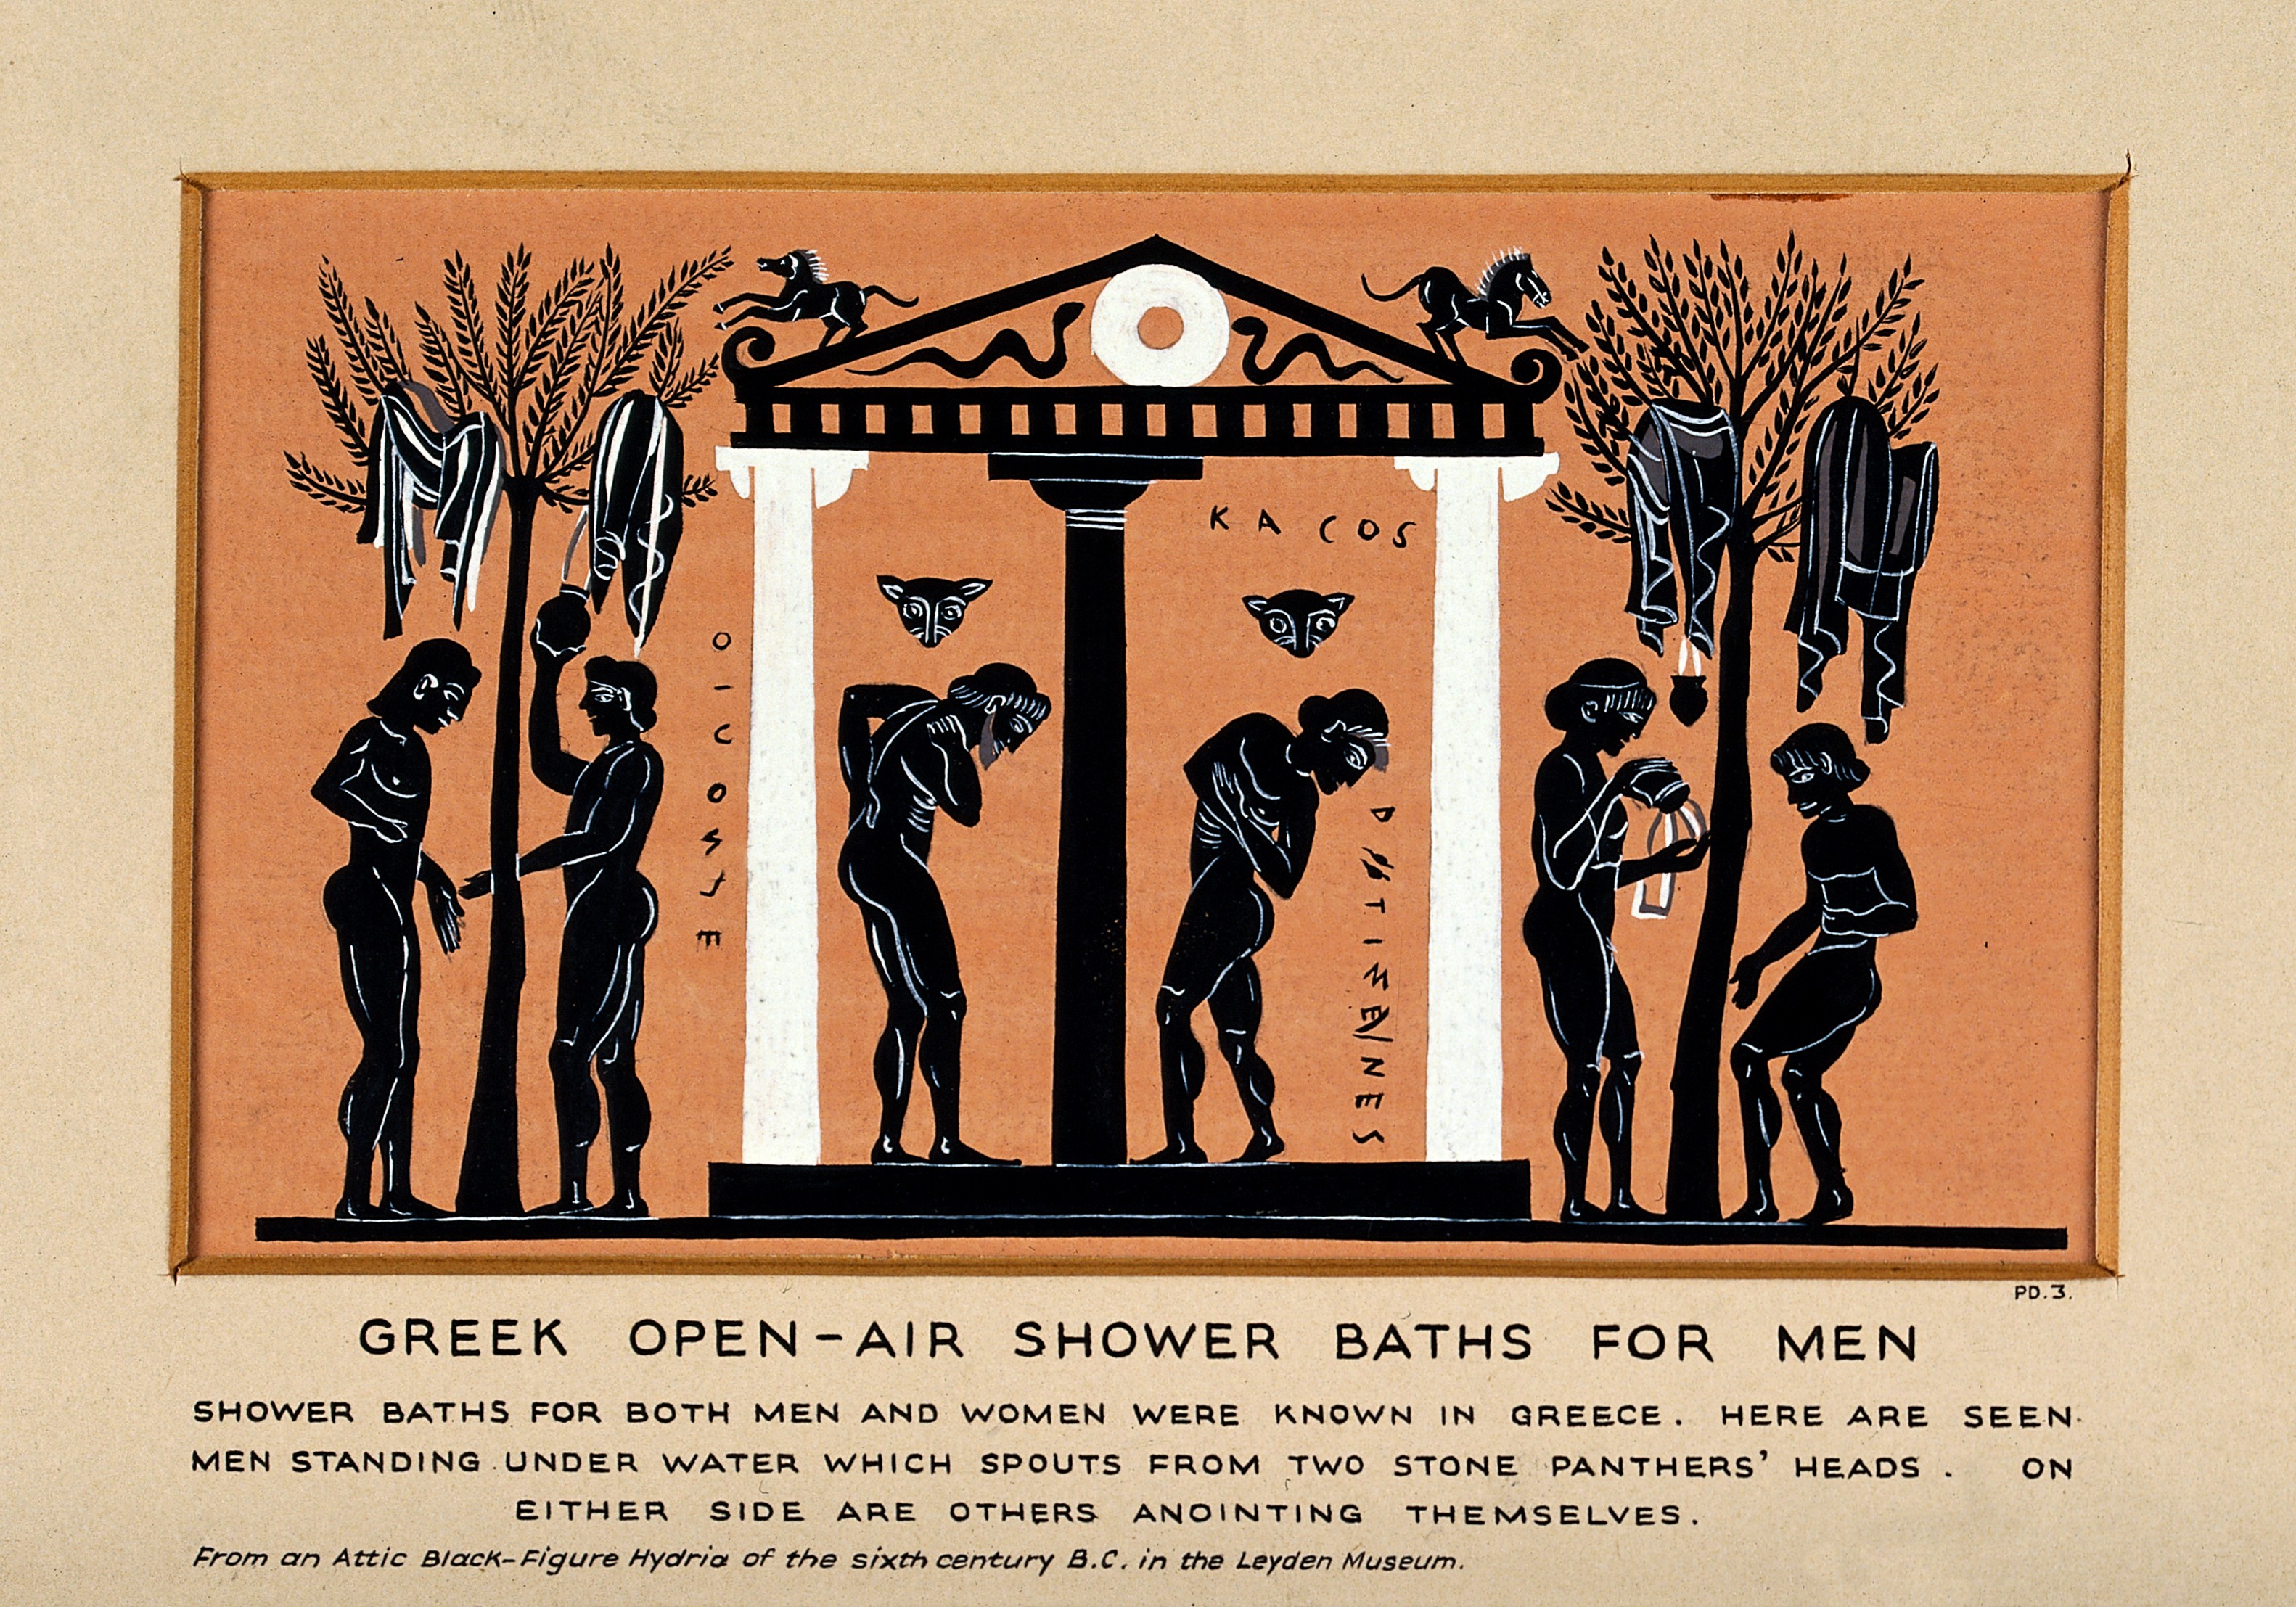 KACOS
O-COSTE
PD.3.
GREEK OPEN-AIR SHOWER BATHS FOR MEN
SHOWER BATHS FOR BOTH MEN AND WOMEN WERE KNOWN IN GREECE. HERE ARE SEEN
MEN STANDING UNDER WATER WHICH SPOUTS FROM TWO STONE PANTHERS' HEADS. ON
EITHER SIDE ARE OTHERS ANOINTING THEMSELVES.
From an Attic Black-Figure Hydria of the sixth century B.C. in the Leyden Museum.